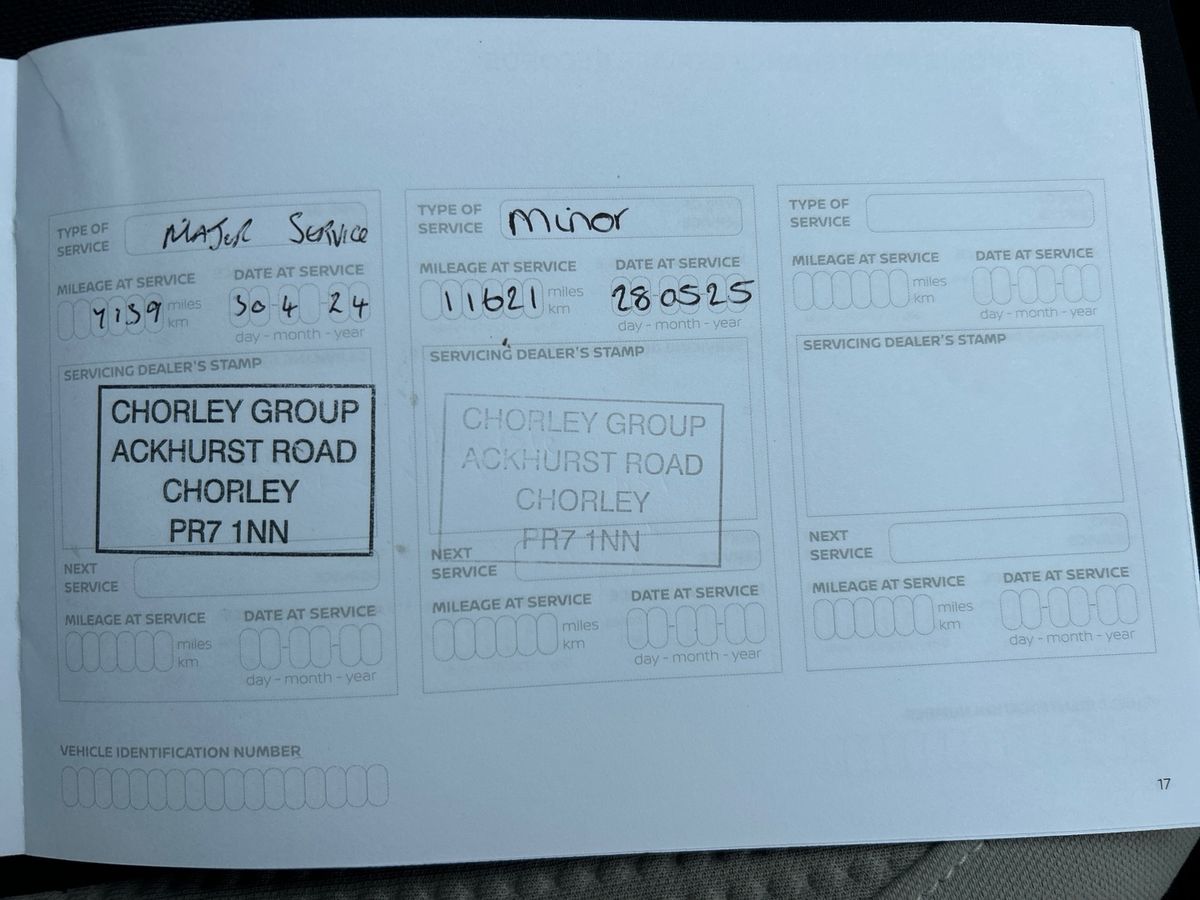 TYPE OF SERVICE MAJOR SERVICE
MILEAGE AT SERVICE DATE AT SERVICE
7139 miles km 30-4-24
day - month - year
SERVICING DEALER'S STAMP
CHORLEY GROUP
ACKHURST ROAD
CHORLEY
PR7 1NN
NEXT SERVICE
MILEAGE AT SERVICE DATE AT SERVICE
miles km
day - month - year
TYPE OF SERVICE Minor
MILEAGE AT SERVICE DATE AT SERVICE
11621 miles km 28-05-25
day - month - year
SERVICING DEALER'S STAMP
CHORLEY GROUP
ACKHURST ROAD
CHORLEY
PR7 1NN
NEXT SERVICE
MILEAGE AT SERVICE DATE AT SERVICE
miles km
day - month - year
TYPE OF SERVICE
MILEAGE AT SERVICE DATE AT SERVICE
miles km
day - month - year
SERVICING DEALER'S STAMP
NEXT SERVICE
MILEAGE AT SERVICE DATE AT SERVICE
miles km
day - month - year
VEHICLE IDENTIFICATION NUMBER
17